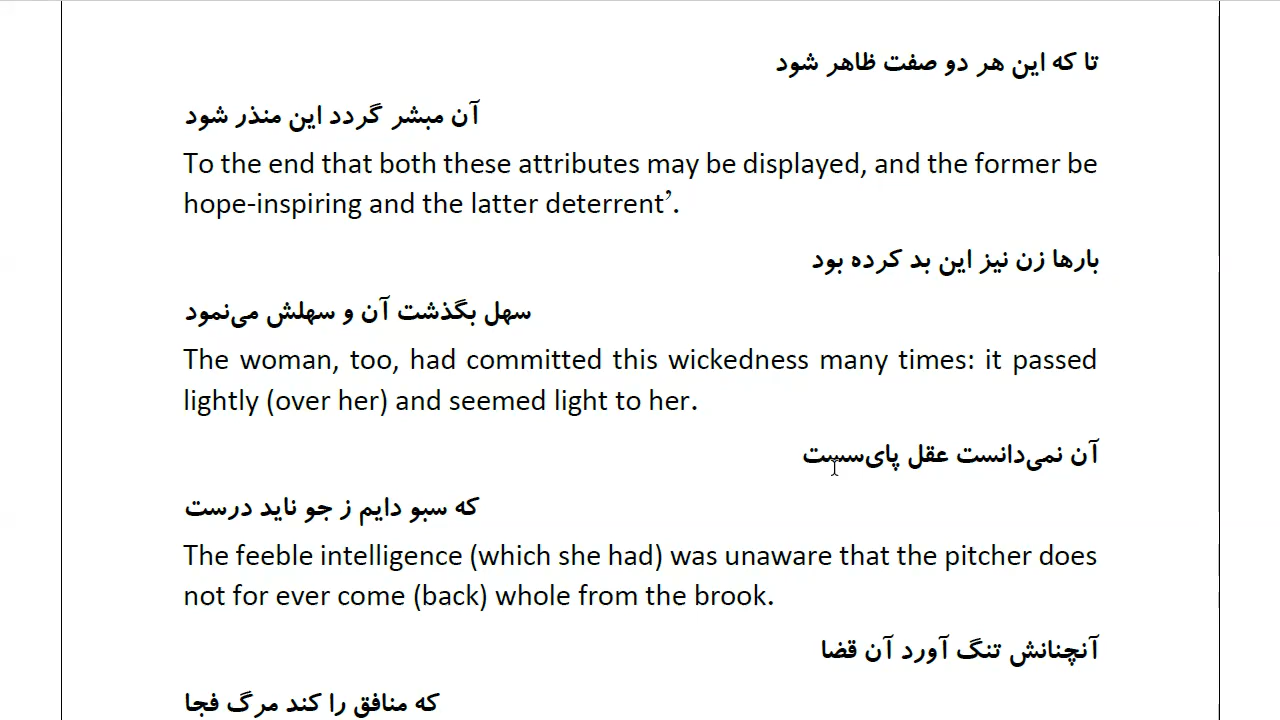 تا که این هر دو صفت ظاهر شود
آن مبشر گردد این منذر شود
To the end that both these attributes may be displayed, and the former be
hope-inspiring and the latter deterrent’.
بارها زن نیز این بد کرده بود
سهل بگذشت آن و سهلش می‌نمود
The woman, too, had committed this wickedness many times: it passed
lightly (over her) and seemed light to her.
آن نمی‌دانست عقل پای‌سست
که سبو دایم ز جو ناید درست
The feeble intelligence (which she had) was unaware that the pitcher does
not for ever come (back) whole from the brook.
آنچنانش تنگ آورد آن قضا
که منافق را کند مرگ فجا